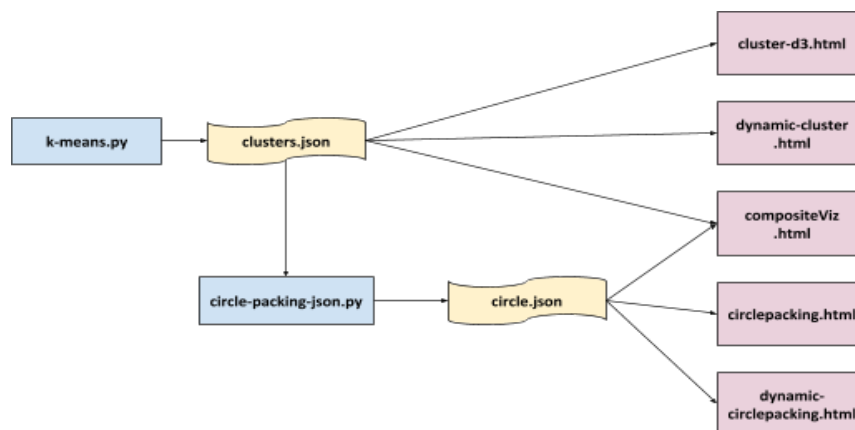 cluster-d3.html
k-means.py
clusters.json
dynamic-cluster
.html
compositeViz
.html
circle-packing-json.py
circle.json
circlepacking.html
dynamic-
circlepacking.html